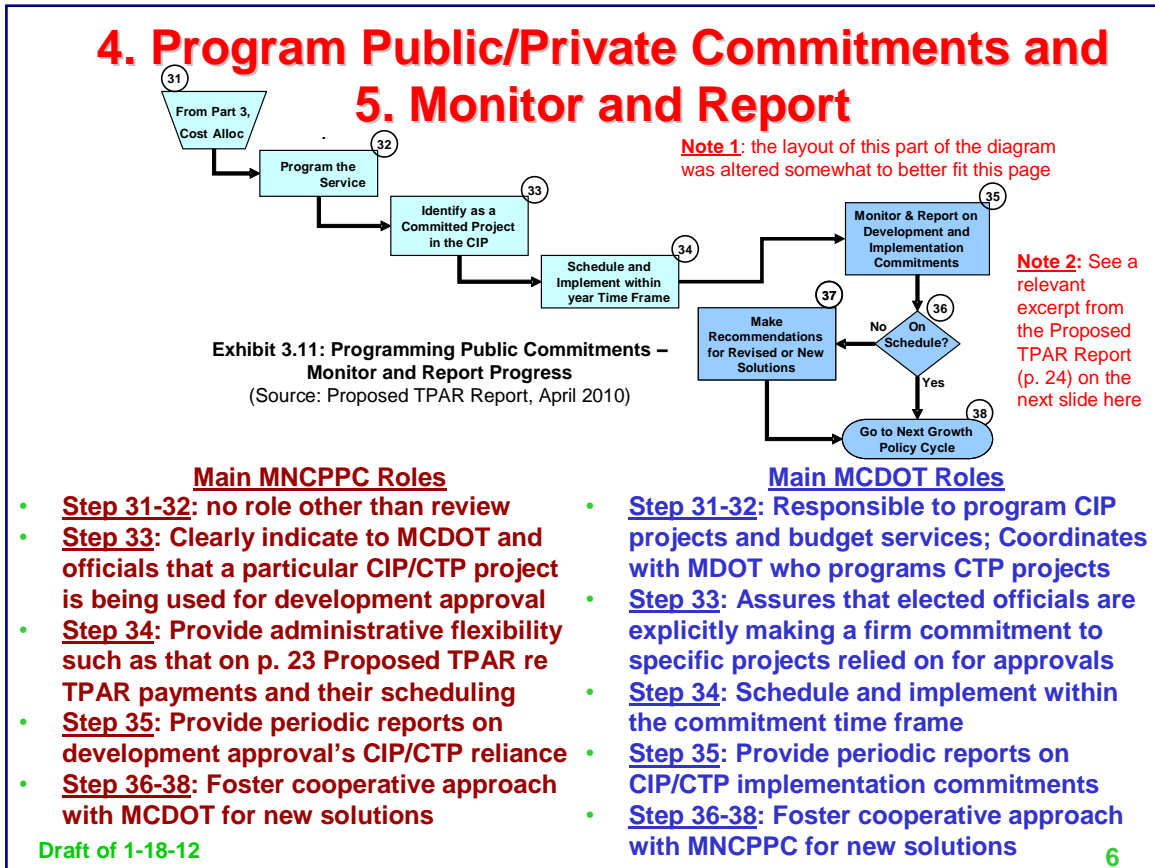 4. Program Public/Private Commitments and
5. Monitor and Report
31
From Part 3,
Cost Alloc
32
Program the
Service
33
Identify as a
Committed Project
in the CIP
34
Schedule and
Implement within
year Time Frame
Note 1: the layout of this part of the diagram
was altered somewhat to better fit this page
35
Monitor & Report on
Development and
Implementation
Commitments
36
On
Schedule?
No
Yes
37
Make
Recommendations
for Revised or New
Solutions
38
Go to Next Growth
Policy Cycle
Note 2: See a
relevant
excerpt from
the Proposed
TPAR Report
(p. 24) on the
next slide here
Exhibit 3.11: Programming Public Commitments –
Monitor and Report Progress
(Source: Proposed TPAR Report, April 2010)
Main MNCPPC Roles
• Step 31-32: no role other than review
• Step 33: Clearly indicate to MCDOT and
officials that a particular CIP/CTP project
is being used for development approval
• Step 34: Provide administrative flexibility
such as that on p. 23 Proposed TPAR re
TPAR payments and their scheduling
• Step 35: Provide periodic reports on
development approval's CIP/CTP reliance
• Step 36-38: Foster cooperative approach
with MCDOT for new solutions
Main MCDOT Roles
• Step 31-32: Responsible to program CIP
projects and budget services; Coordinates
with MDOT who programs CTP projects
• Step 33: Assures that elected officials are
explicitly making a firm commitment to
specific projects relied on for approvals
• Step 34: Schedule and implement within
the commitment time frame
• Step 35: Provide periodic reports on
CIP/CTP implementation commitments
• Step 36-38: Foster cooperative approach
with MNCPPC for new solutions
Draft of 1-18-12
6